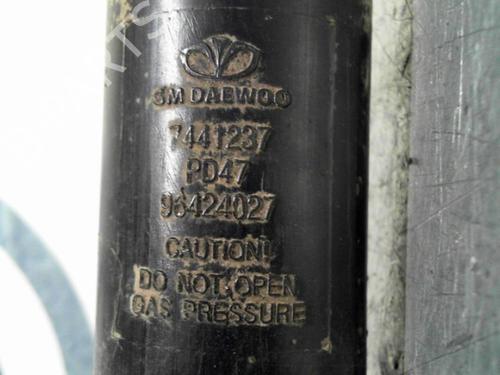 GM DAEWOO
7441237
PD47
96424027
CAUTION!
DO NOT OPEN
GAS PRESSURE